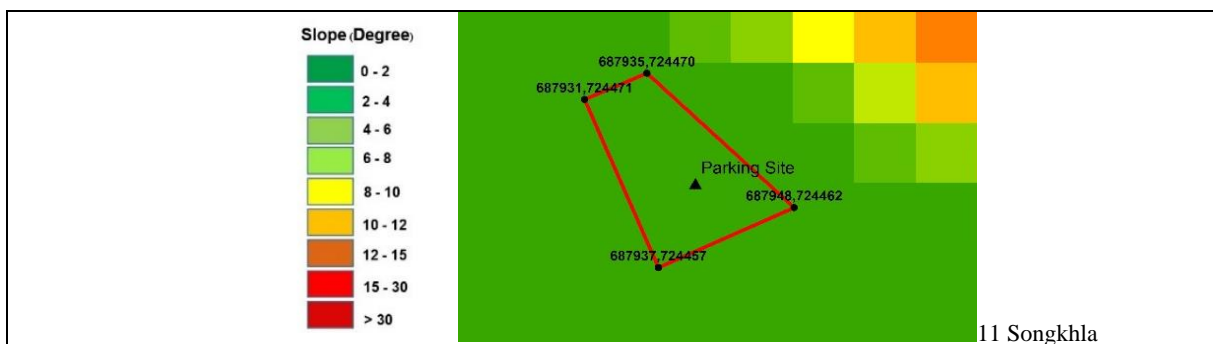 Slope (Degree)
0 - 2
2 - 4
4 - 6
6 - 8
8 - 10
10 - 12
12 - 15
15 - 30
> 30
687935,724470
687931,724471
Parking Site
687948,724462
687937,724457
11 Songkhla